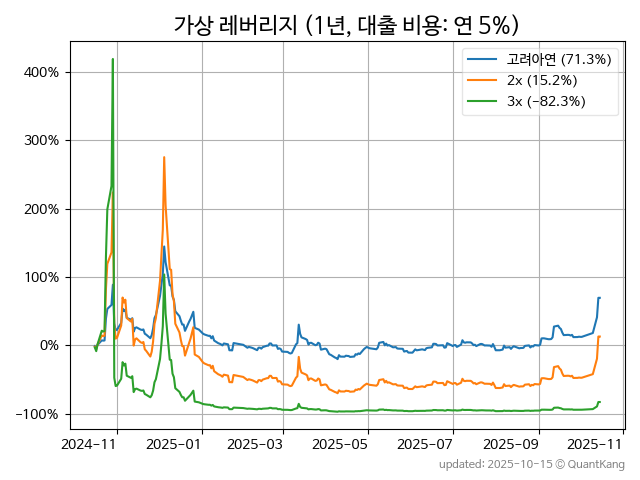 가상 레버리지 (1년, 대출 비용: 연 5%)
고려아연 (71.3%)
2x (15.2%)
3x (-82.3%)
400%
300%
200%
100%
0%
−100%
2024-11
2025-01
2025-03
2025-05
2025-07
2025-09
2025-11
updated: 2025-10-15 © QuantKang